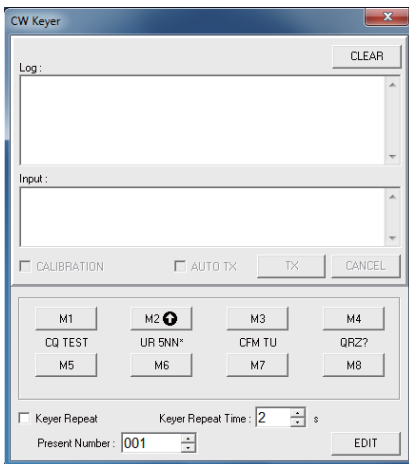 CW Keyer
CLEAR
Log :
Input :
CALIBRATION AUTO TX TX CANCEL
M1 M2 M3 M4
CQ TEST UR 5NN* CFM TU QRZ?
M5 M6 M7 M8
Keyer Repeat Keyer Repeat Time : 2 s
Present Number : 001 EDIT